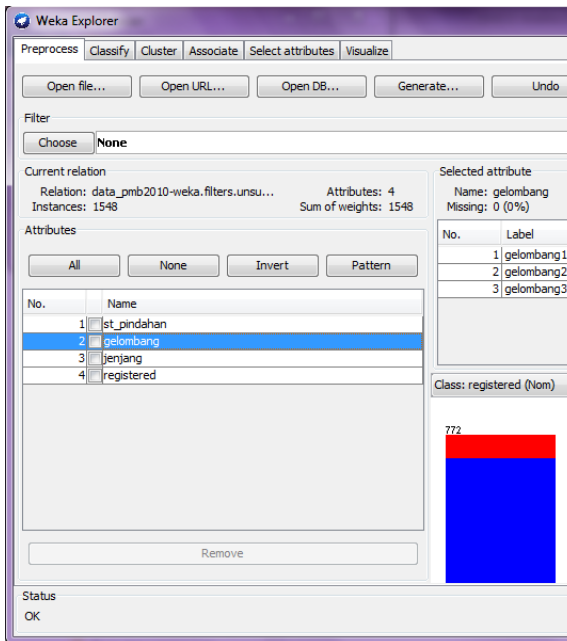 Weka Explorer
Preprocess Classify Cluster Associate Select attributes Visualize
Open file... Open URL... Open DB... Generate... Undo
Filter
Choose None
Current relation
Relation: data_pmb2010-weka.filters.unsu... Attributes: 4
Instances: 1548 Sum of weights: 1548
Selected attribute
Name: gelombang
Missing: 0 (0%)
Attributes
All None Invert Pattern
No. Name
1 st_pindahan
2 gelombang
3 jenjang
4 registered
Remove
No. Label
1 gelombang1
2 gelombang2
3 gelombang3
Class: registered (Nom)
772
Status
OK